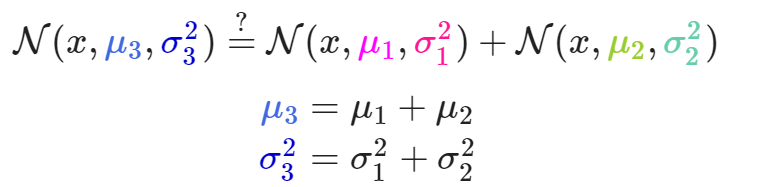 𝒩(x, μ₃, σ₃²) ≟ 𝒩(x, μ₁, σ₁²) + 𝒩(x, μ₂, σ₂²)
μ₃ = μ₁ + μ₂
σ₃² = σ₁² + σ₂²